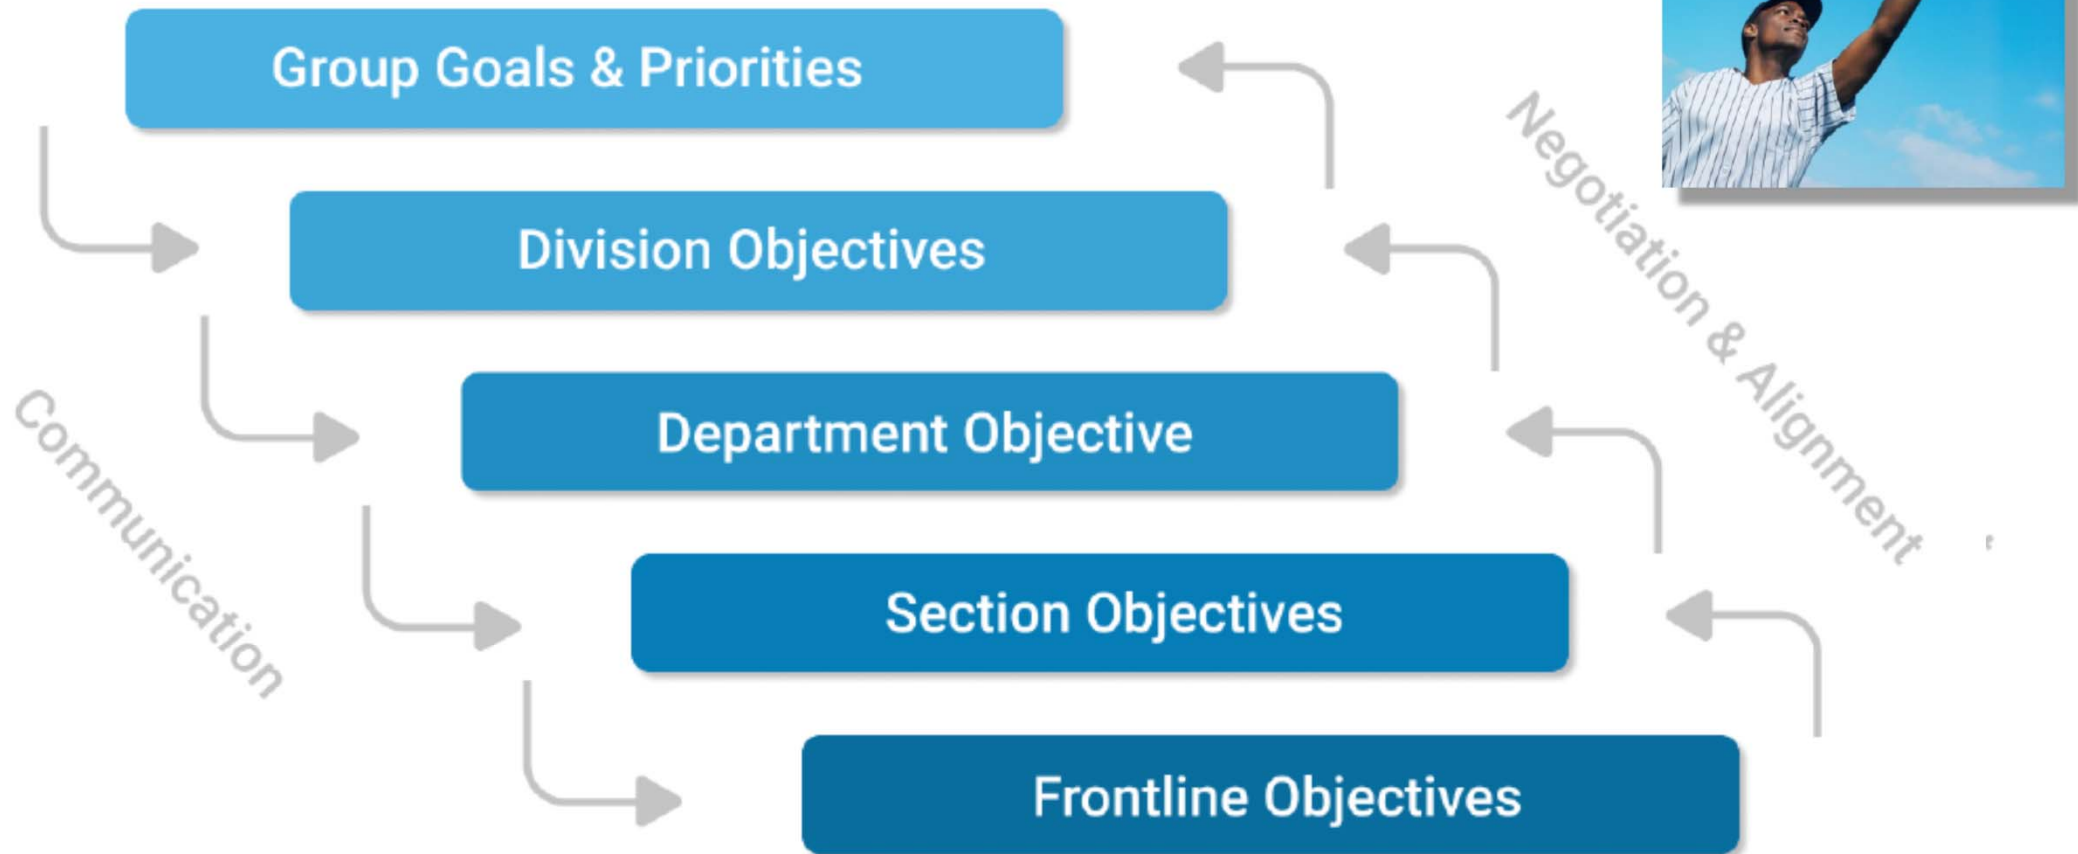 Group Goals & Priorities
Negotiation & Alignment
Division Objectives
Department Objective
Communication
Section Objectives
Frontline Objectives